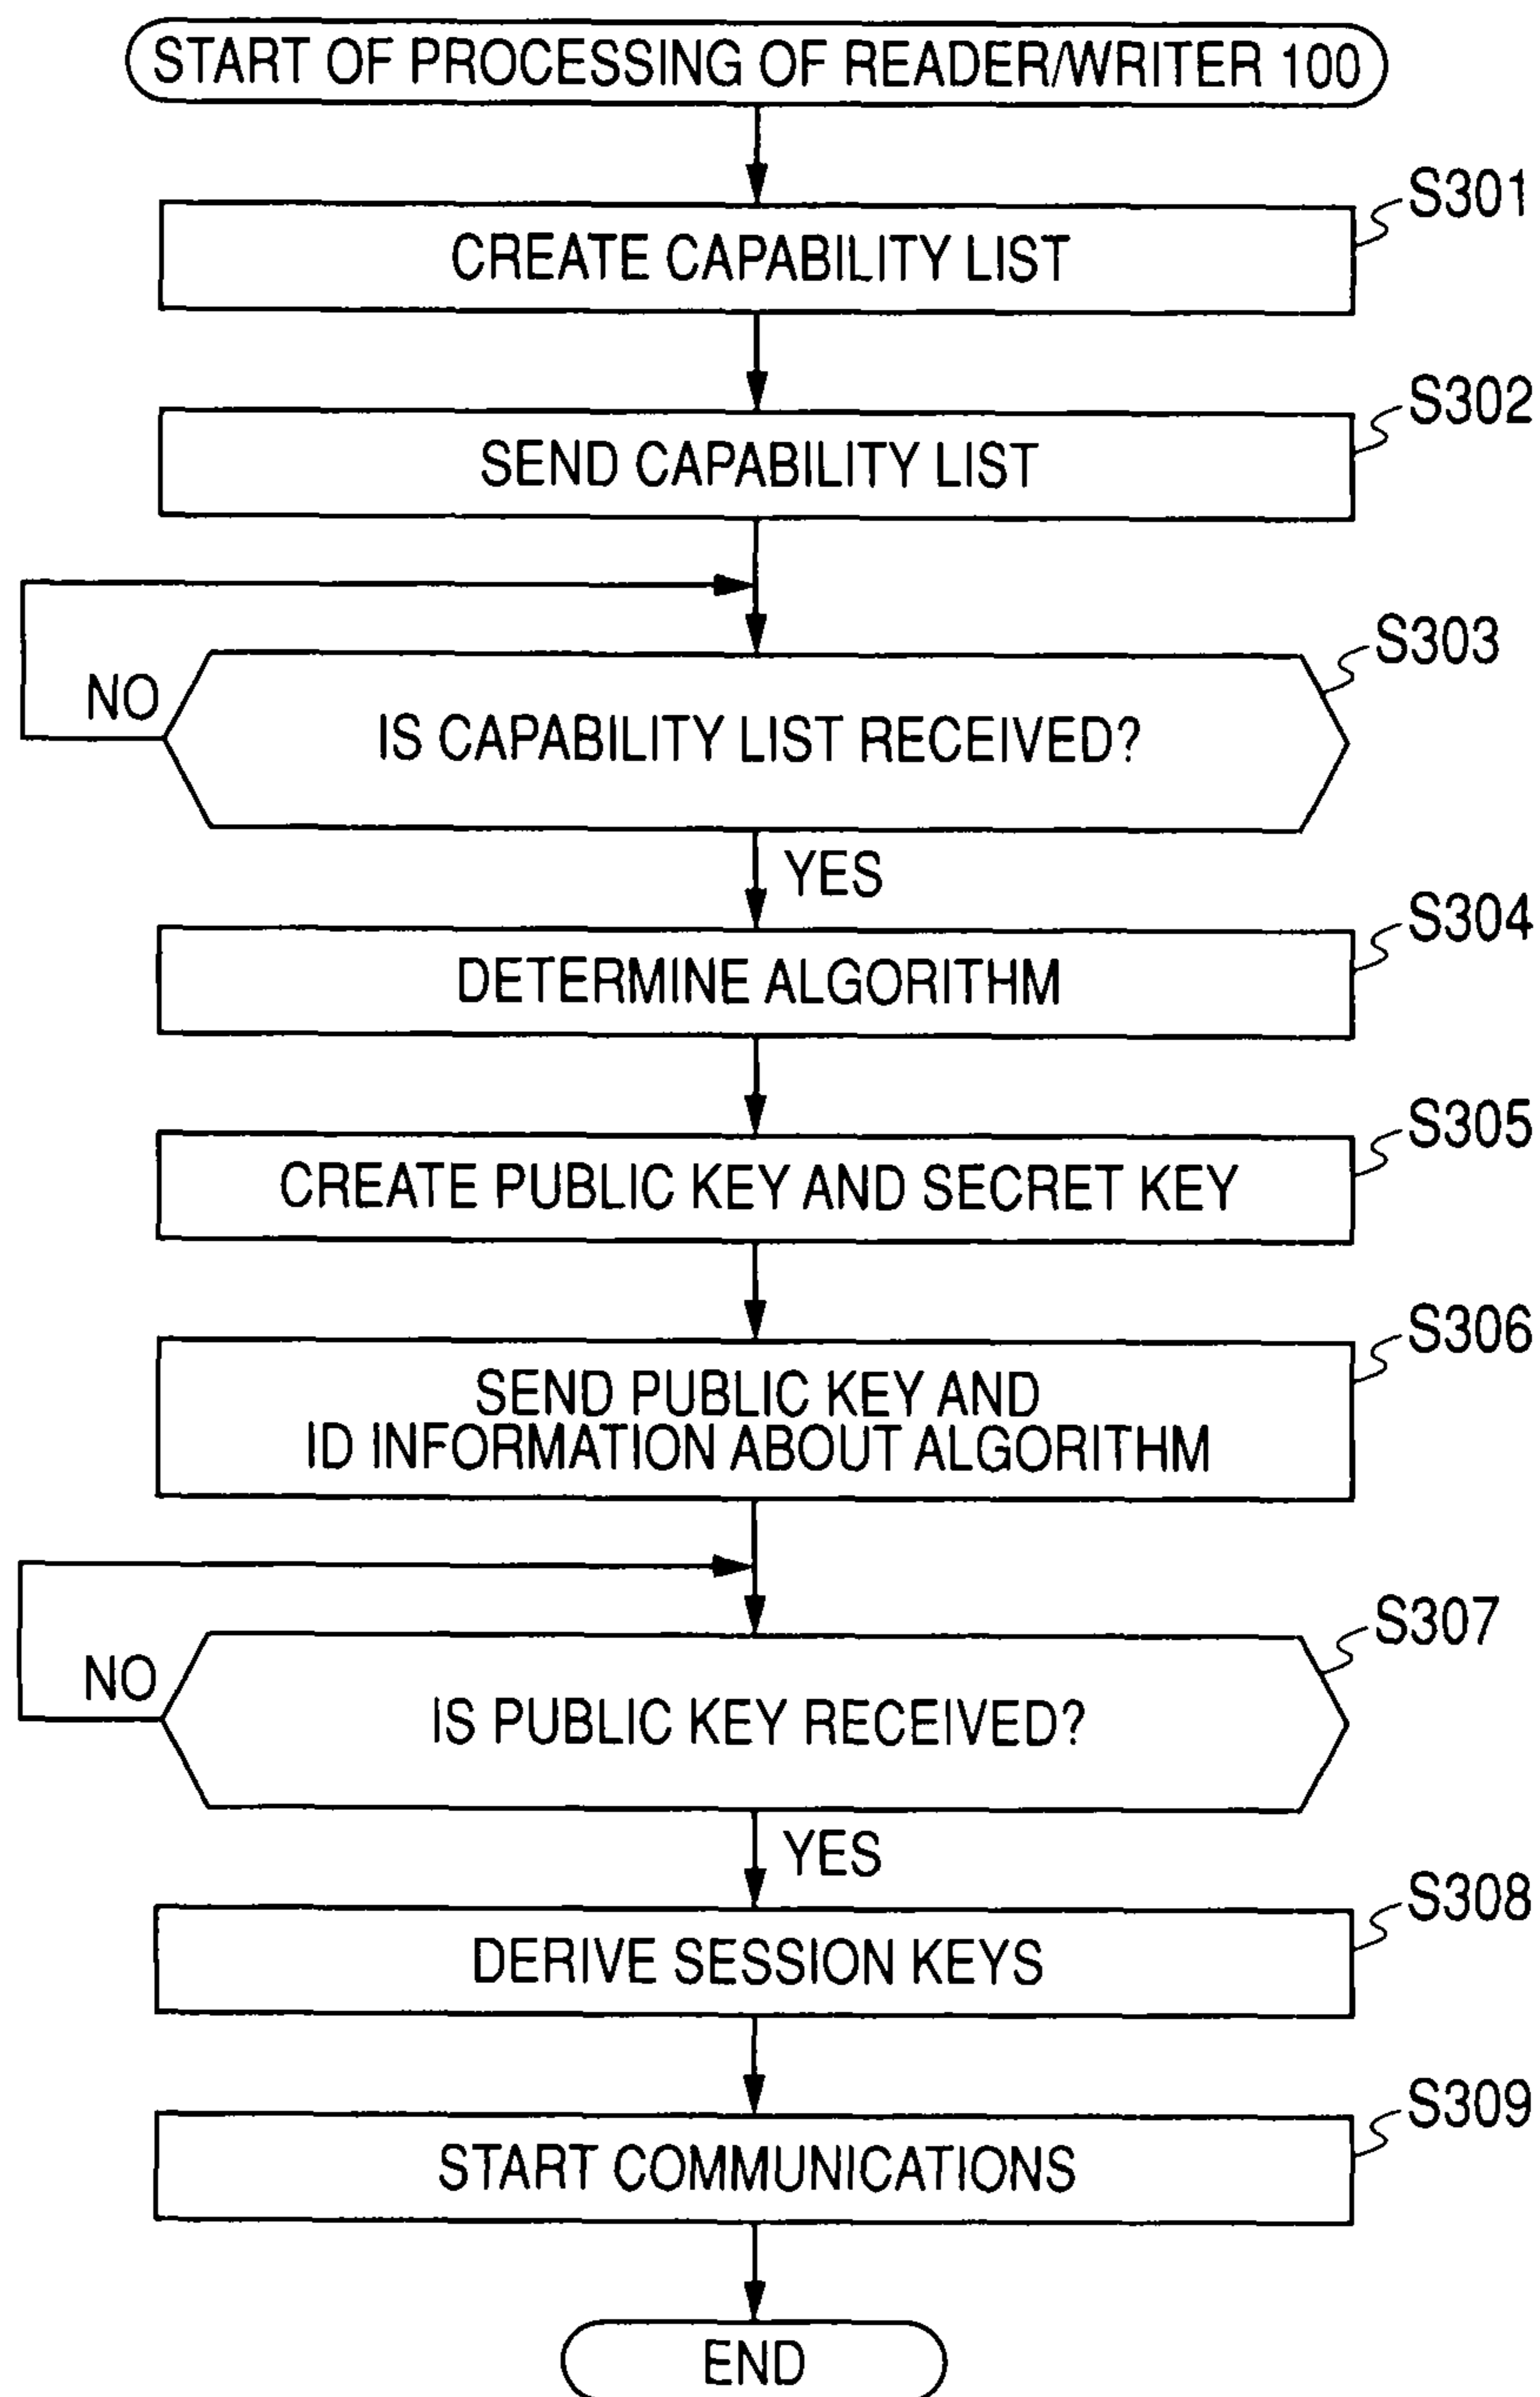 START OF PROCESSING OF READER/WRITER 100
S301
CREATE CAPABILITY LIST
S302
SEND CAPABILITY LIST
S303
NO
IS CAPABILITY LIST RECEIVED?
YES
S304
DETERMINE ALGORITHM
S305
CREATE PUBLIC KEY AND SECRET KEY
S306
SEND PUBLIC KEY AND
ID INFORMATION ABOUT ALGORITHM
S307
NO
IS PUBLIC KEY RECEIVED?
YES
S308
DERIVE SESSION KEYS
S309
START COMMUNICATIONS
END